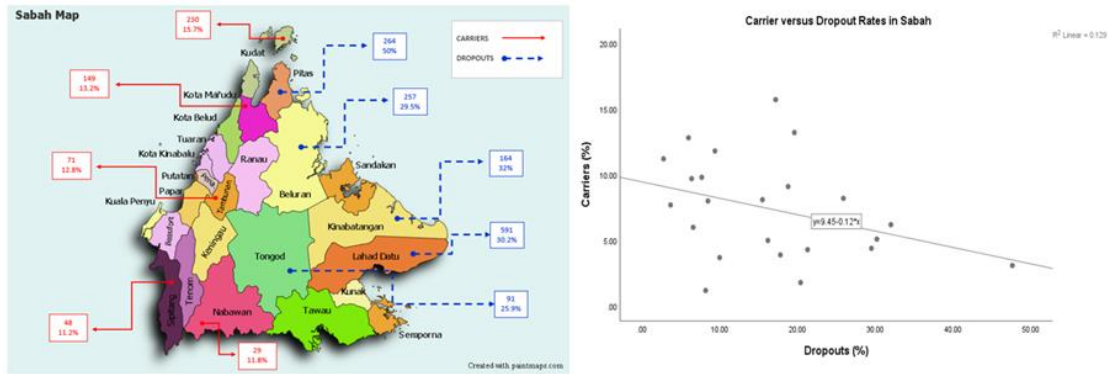 Sabah Map
230
15.7%
CARRIERS
DROPOUTS
264
50%
Kudat
Pitas
149
13.2%
Kota Marudu
257
29.5%
Kota Belud
Tuaran
Kota Kinabalu
Ranau
71
12.8%
Sandakan
164
32%
Putatan
Penampang
Papar
Tambunan
Kuala Penyu
Beluran
Kinabatangan
Beaufort
Keningau
591
30.2%
Tongod
Lahad Datu
Sipitang
Tenom
Kunak
91
25.9%
48
11.2%
Nabawan
Tawau
Semporna
29
11.8%
Created with paintmaps.com
Carrier versus Dropout Rates in Sabah
R2 Linear = 0.129
20.00
15.00
10.00
5.00
.00
Carriers (%)
y=9.45-0.12*x
.00 10.00 20.00 30.00 40.00 50.00
Dropouts (%)